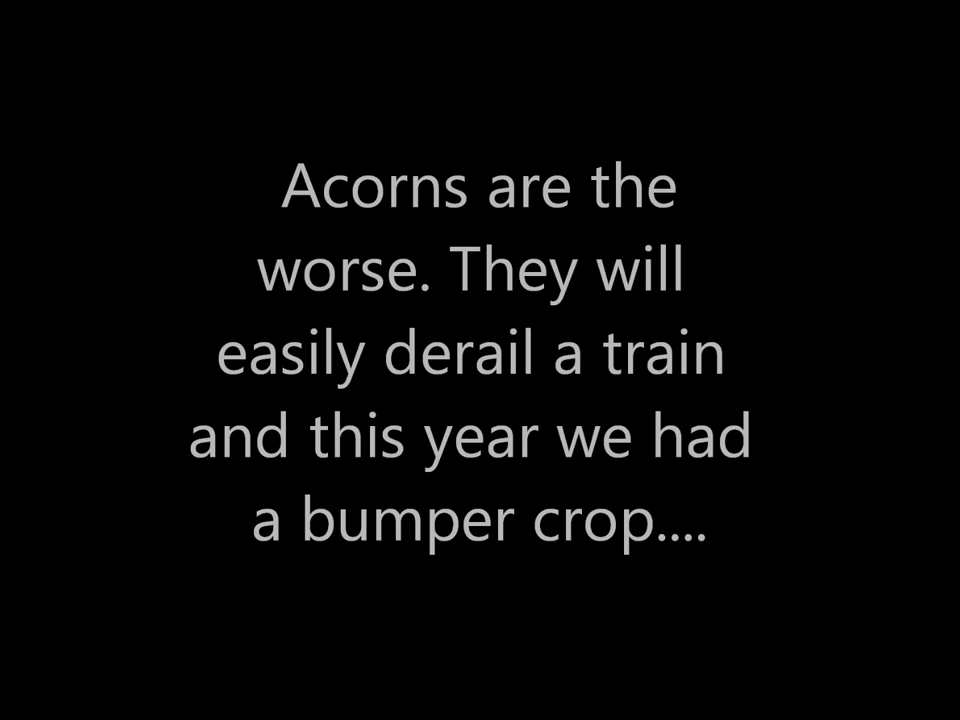 Acorns are the
worse. They will
easily derail a train
and this year we had
a bumper crop....